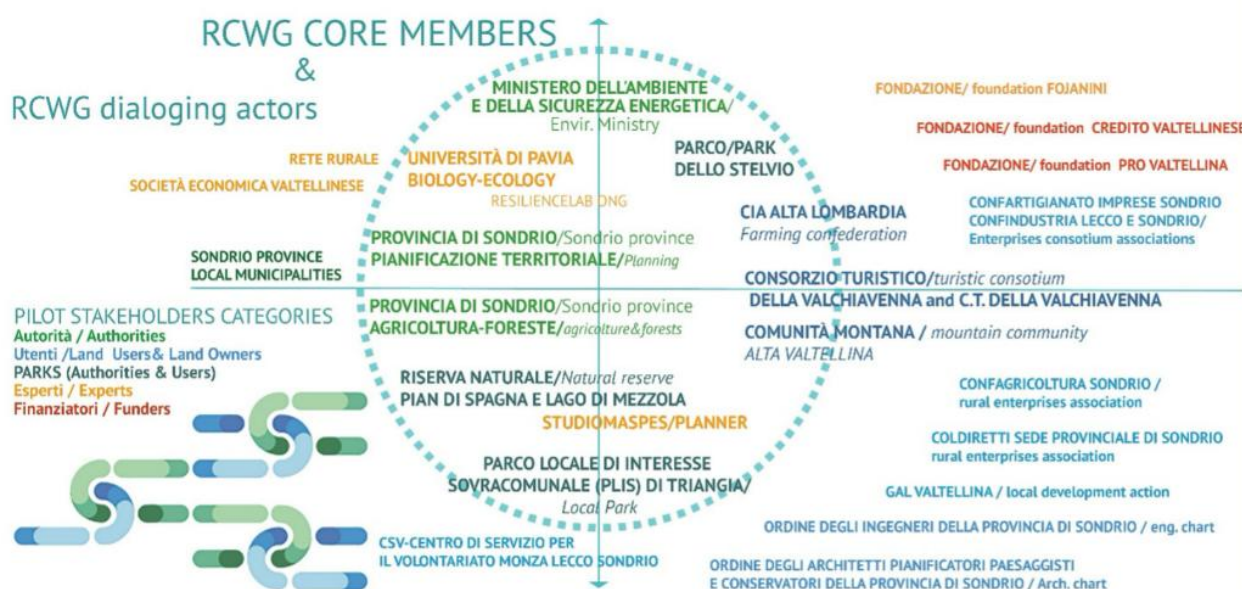 RCWG CORE MEMBERS
&
RCWG dialoging actors
MINISTERO DELL'AMBIENTE
E DELLA SICUREZZA ENERGETICA/
Envir. Ministry
FONDAZIONE/ foundation FOJANINI
FONDAZIONE/ foundation CREDITO VALTELLINESE
FONDAZIONE/ foundation PRO VALTELLINA
PARCO/PARK
DELLO STELVIO
RETE RURALE
SOCIETÀ ECONOMICA VALTELLINESE
UNIVERSITÀ DI PAVIA
BIOLOGY-ECOLOGY
RESILIENCELAB ONG
CIA ALTA LOMBARDIA
Farming confederation
CONFARTIGIANATO IMPRESE SONDRIO
CONFINDUSTRIA LECCO E SONDRIO/
Enterprises consortium associations
PROVINCIA DI SONDRIO/Sondrio province
PIANIFICAZIONE TERRITORIALE/Planning
SONDRIO PROVINCE
LOCAL MUNICIPALITIES
CONSORZIO TURISTICO/turistic consotium
DELLA VALCHIAVENNA and C.T. DELLA VALCHIAVENNA
PROVINCIA DI SONDRIO/Sondrio province
AGRICOLTURA-FORESTE/agriculture&forests
COMUNITÀ MONTANA / mountain community
ALTA VALTELLINA
PILOT STAKEHOLDERS CATEGORIES
Autorità / Authorities
Utenti /Land Users& Land Owners
PARKS (Authorities & Users)
Esperti / Experts
Finanziatori / Funders
RISERVA NATURALE/Natural reserve
PIAN DI SPAGNA E LAGO DI MEZZOLA
STUDIOMASPES/PLANNER
CONFAGRICOLTURA SONDRIO /
rural enterprises association
COLDIRETTI SEDE PROVINCIALE DI SONDRIO
rural enterprises association
PARCO LOCALE DI INTERESSE
SOVRACOMUNALE (PLIS) DI TRIANGIA/
Local Park
GAL VALTELLINA / local development action
ORDINE DEGLI INGEGNERI DELLA PROVINCIA DI SONDRIO / eng. chart
CSV-CENTRO DI SERVIZIO PER
IL VOLONTARIATO MONZA LECCO SONDRIO
ORDINE DEGLI ARCHITETTI PIANIFICATORI PAESAGGISTI
E CONSERVATORI DELLA PROVINCIA DI SONDRIO / Arch. chart